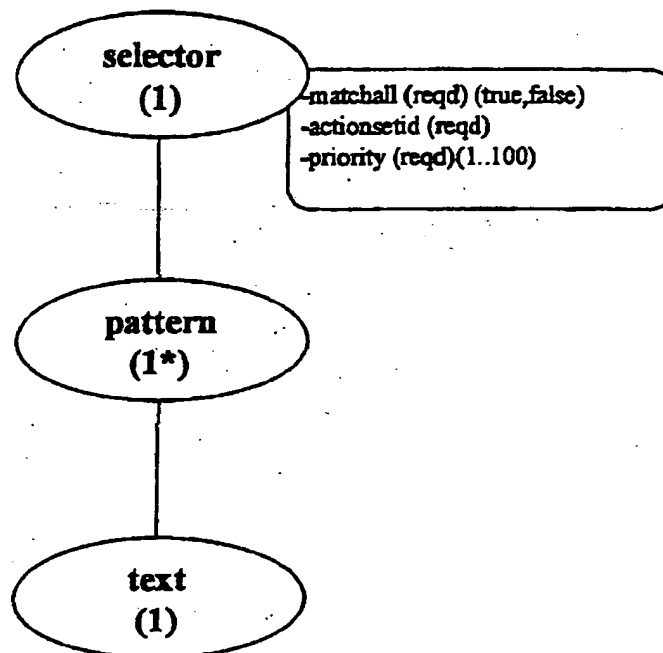 selector
(1)
-matchall (reqd) (true,false)
-actionsetid (reqd)
-priority (reqd)(1..100)
pattern
(1*)
text
(1)